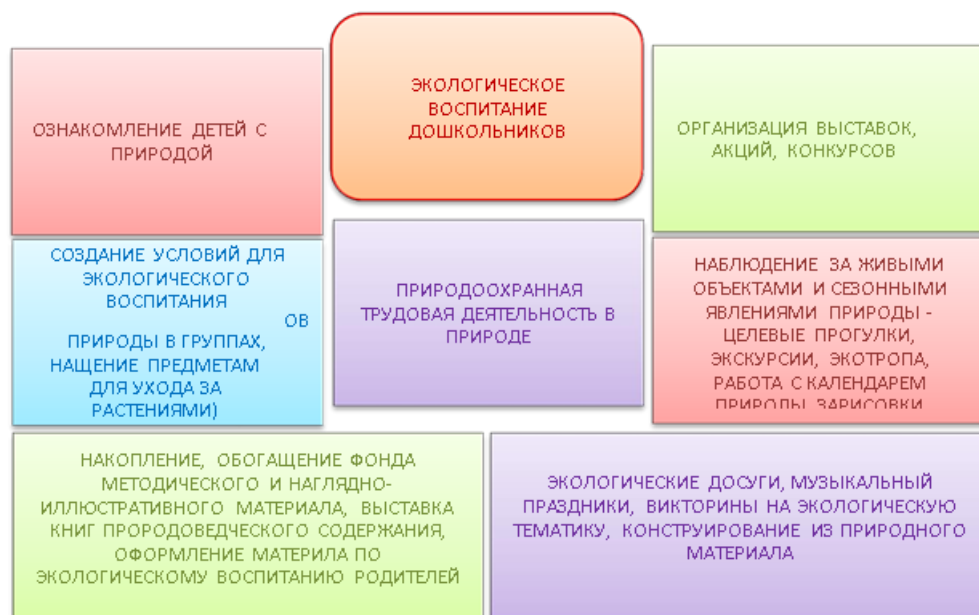 ОЗНАКОМЛЕНИЕ ДЕТЕЙ С
ПРИРОДОЙ
ЭКОЛОГИЧЕСКОЕ
ВОСПИТАНИЕ
ДОШКОЛЬНИКОВ
ОРГАНИЗАЦИЯ ВЫСТАВОК,
АКЦИЙ, КОНКУРСОВ
СОЗДАНИЕ УСЛОВИЙ ДЛЯ
ЭКОЛОГИЧЕСКОГО
ВОСПИТАНИЯ
ОВ
ПРИРОДЫ В ГРУППАХ,
НАЩЕНИЕ ПРЕДМЕТАМ
ДЛЯ УХОДА ЗА
РАСТЕНИЯМИ)
ПРИРОДООХРАННАЯ
ТРУДОВАЯ ДЕЯТЕЛЬНОСТЬ В
ПРИРОДЕ
НАБЛЮДЕНИЕ ЗА ЖИВЫМИ
ОБЪЕКТАМИ И СЕЗОННЫМИ
ЯВЛЕНИЯМИ ПРИРОДЫ -
ЦЕЛЕВЫЕ ПРОГУЛКИ,
ЭКСКУРСИИ, ЭКОТРОПА,
РАБОТА С КАЛЕНДАРЕМ
ПРИРОДЫ ЗАРИСОВКИ
НАКОПЛЕНИЕ, ОБОГАЩЕНИЕ ФОНДА
МЕТОДИЧЕСКОГО И НАГЛЯДНО-
ИЛЛЮСТРАТИВНОГО МАТЕРИАЛА, ВЫСТАВКА
КНИГ ПРОРОДОВЕДЧЕСКОГО СОДЕРЖАНИЯ,
ОФОРМЛЕНИЕ МАТЕРИЛА ПО
ЭКОЛОГИЧЕСКОМУ ВОСПИТАНИЮ РОДИТЕЛЕЙ
ЭКОЛОГИЧЕСКИЕ ДОСУГИ, МУЗЫКАЛЬНЫЙ
ПРАЗДНИКИ, ВИКТОРИНЫ НА ЭКОЛОГИЧЕСКУЮ
ТЕМАТИКУ, КОНСТРУИРОВАНИЕ ИЗ ПРИРОДНОГО
МАТЕРИАЛА